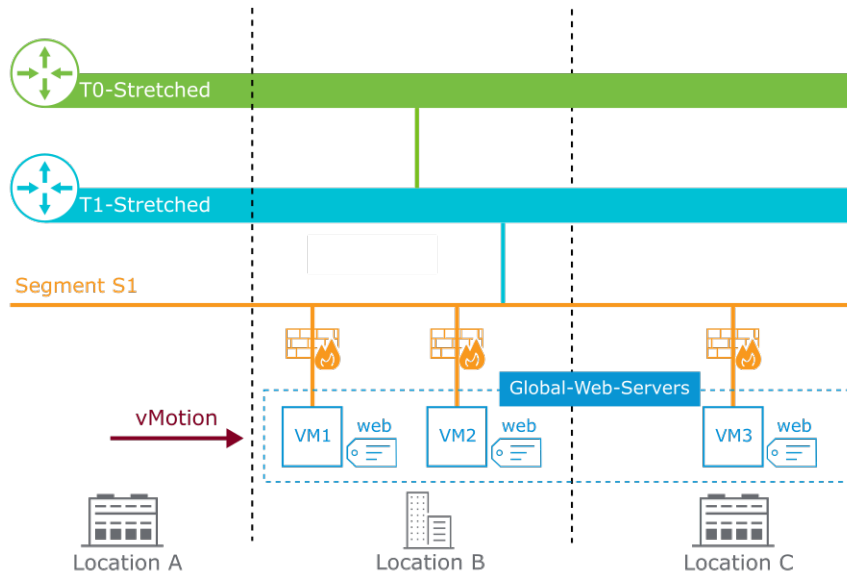 T0-Stretched
T1-Stretched
Segment S1
Global-Web-Servers
vMotion
VM1
web
VM2
web
VM3
web
Location A
Location B
Location C